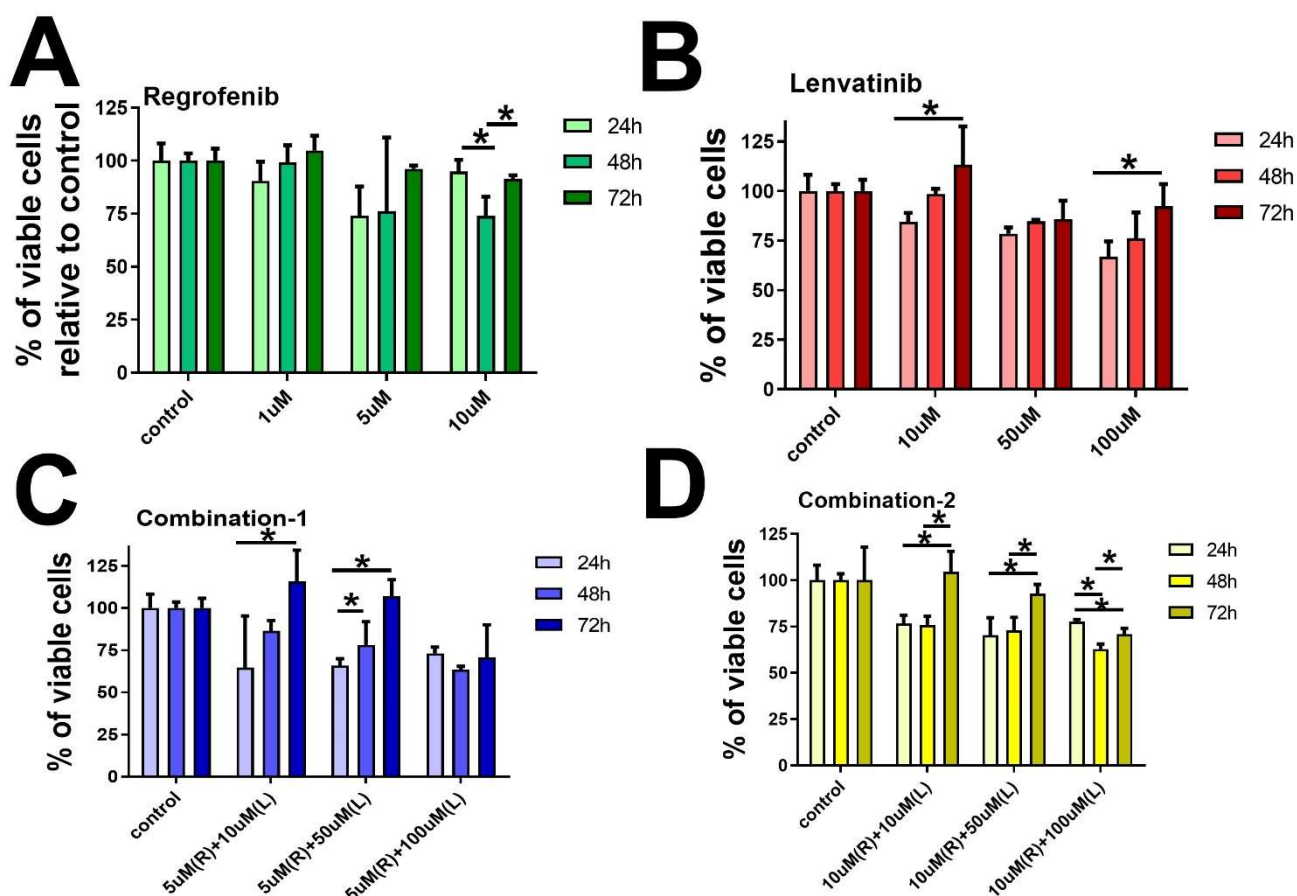 A
Regrofenib
% of viable cells
relative to control
125
100
75
50
25
0
* *
control
1uM
5uM
10uM
24h
48h
72h
B
Lenvatinib
% of viable cells
125
100
75
50
25
0
* *
control
10uM
50uM
100uM
24h
48h
72h
C
Combination-1
% of viable cells
125
100
75
50
25
0
* * *
control
5uM(R)+10uM(L)
5uM(R)+50uM(L)
5uM(R)+100uM(L)
24h
48h
72h
D
Combination-2
% of viable cells
125
100
75
50
25
0
* * * * * * *
control
10uM(R)+10uM(L)
10uM(R)+50uM(L)
10uM(R)+100uM(L)
24h
48h
72h